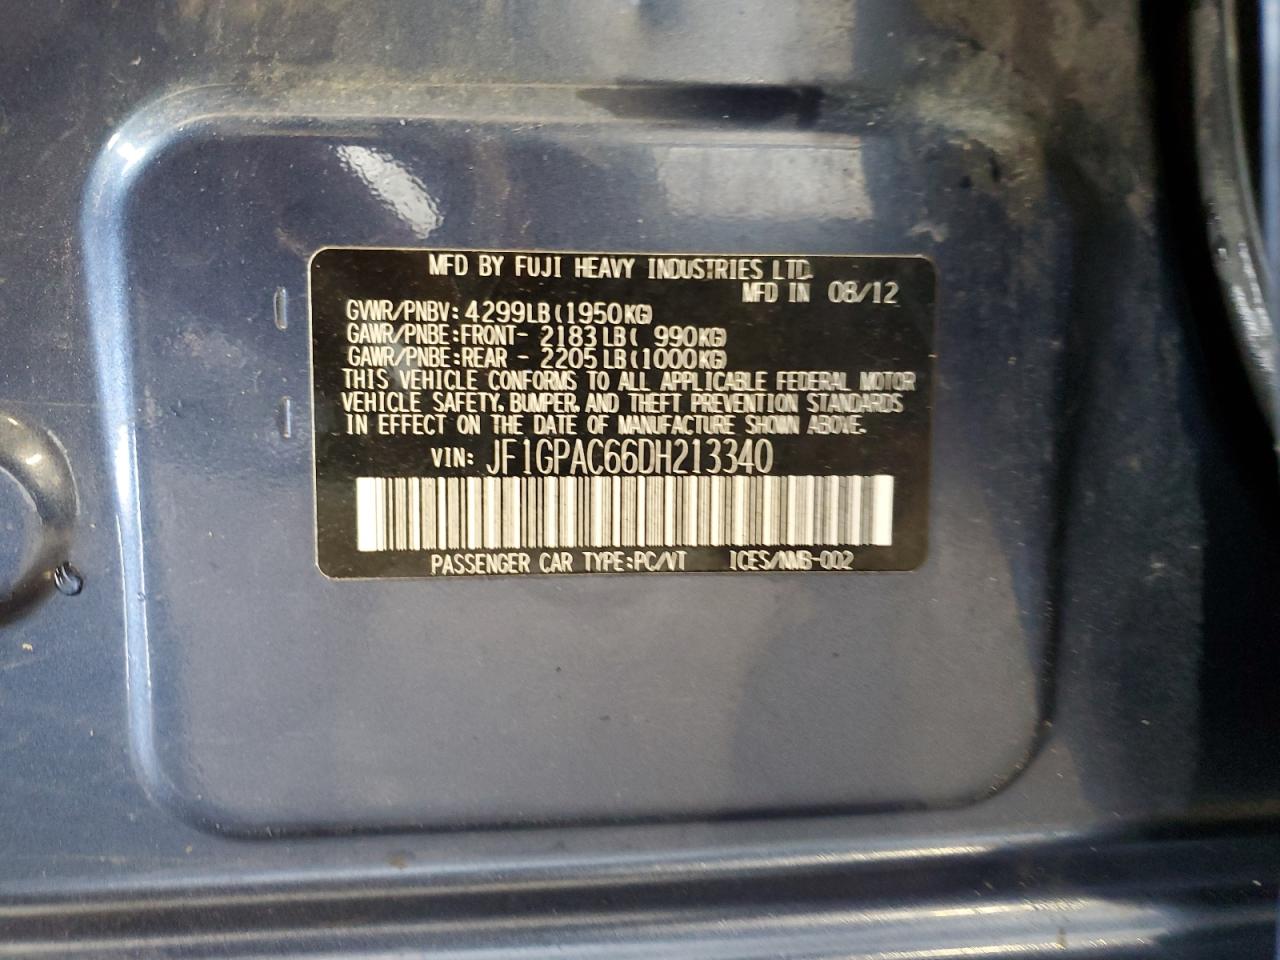 MFD BY FUJI HEAVY INDUSTRIES LTD.
MFD IN 08/12
GVWR/PNBV: 4299LB(1950KG)
GAWR/PNBE:FRONT- 2183LB( 990KG)
GAWR/PNBE:REAR - 2205LB(1000KG)
THIS VEHICLE CONFORMS TO ALL APPLICABLE FEDERAL MOTOR
VEHICLE SAFETY, BUMPER, AND THEFT PREVENTION STANDARDS
IN EFFECT ON THE DATE OF MANUFACTURE SHOWN ABOVE.
VIN: JF1GPAC66DH213340
PASSENGER CAR TYPE:PC/VT ICES/NMB-002